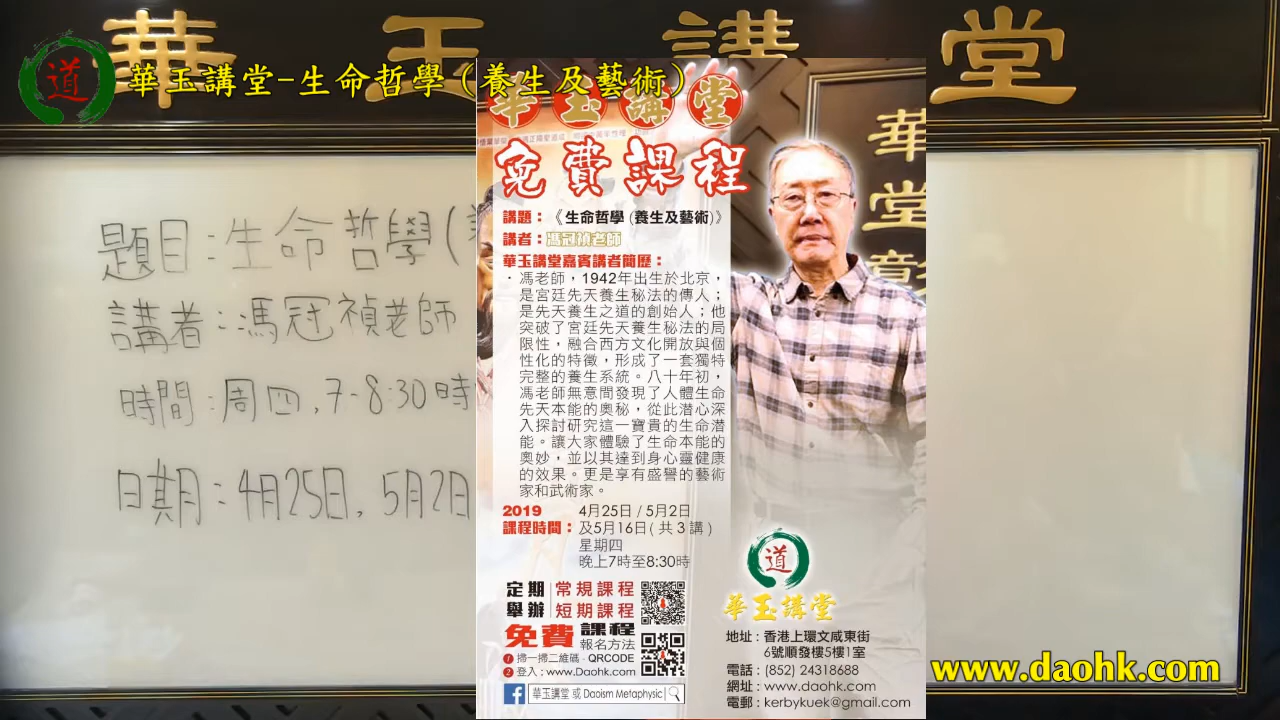 華玉講堂
道
華玉講堂-生命哲學（養生及藝術）
華堂彰
題目：生命哲學（
講者：馮冠禎老師
時間：周四，7-8:30時
日期：4月25日，5月2日
華玉講堂
免費課程
講題：《生命哲學 (養生及藝術)》
講者：馮冠禎老師
華玉講堂嘉賓講者簡歷：
・馮老師，1942年出生於北京，
是宮廷先天養生秘法的傳人；
是先天養生之道的創始人；他
突破了宮廷先天養生秘法的局
限性，融合西方文化開放與個
性化的特徵，形成了一套獨特
完整的養生系統。八十年初，
馮老師無意間發現了人體生命
先天本能的奧秘，從此潛心深
入探討研究這一寶貴的生命潛
能。讓大家體驗了生命本能的
奧妙，並以其達到身心靈健康
的效果。更是享有盛譽的藝術
家和武術家。
2019
課程時間：
4月25日 / 5月2日
及5月16日( 共 3 講 )
星期四
晚上7時至8:30時
定期舉辦
常規課程
短期課程
免費課程
報名方法
1 掃一掃二維碼 - QRCODE
2 登入 : www.Daohk.com
華玉講堂 或 Daoism Metaphysic
道
華玉講堂
地址 : 香港上環文咸東街
6號順發樓5樓1室
電話 : (852) 24318688
網址 : www.daohk.com
電郵 : kerbykuek@gmail.com
www.daohk.com